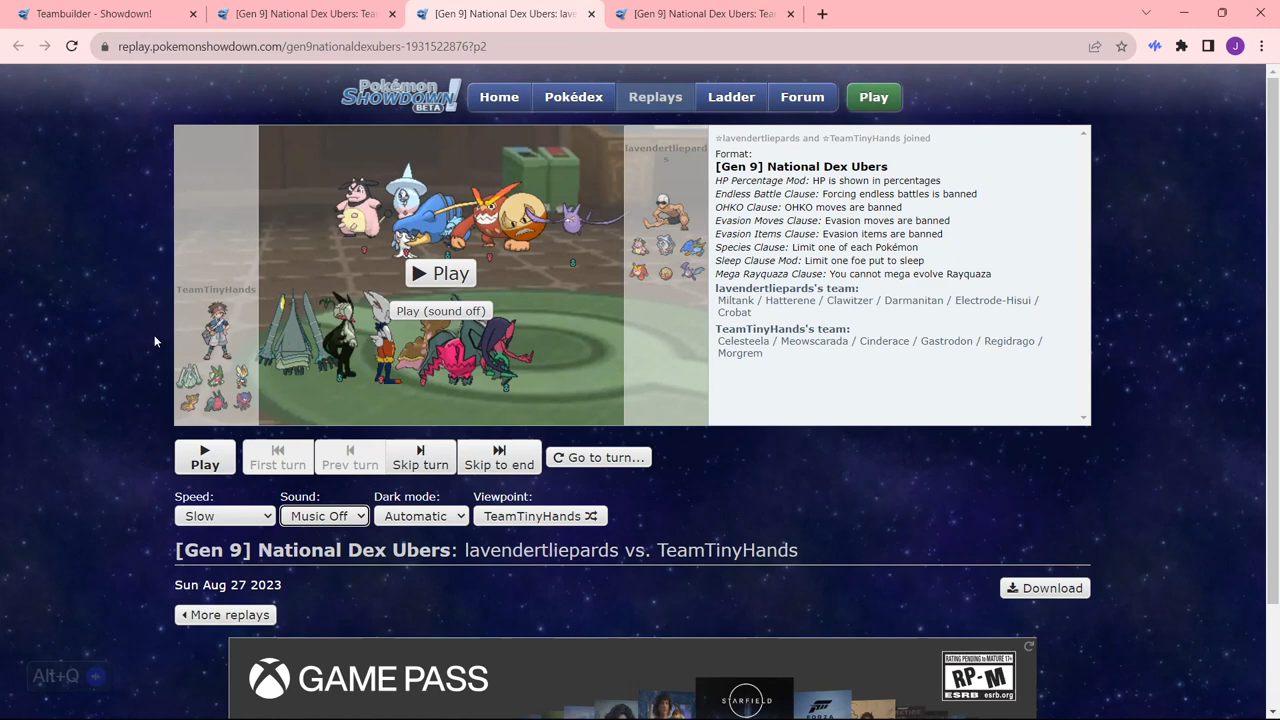 Teambuilder - Showdown!
[Gen 9] National Dex Ubers: Tea
[Gen 9] National Dex Ubers: lave
[Gen 9] National Dex Ubers: Tea
replay.pokemonshowdown.com/gen9nationaldexubers-1931522876?p2
J
Pokémon
SHOWDOWN!
BETA
Home
Pokédex
Replays
Ladder
Forum
Play
lavendertliepard
s
TeamTinyHands
Play
Play (sound off)
☆lavendertliepards and ☆TeamTinyHands joined
Format:
[Gen 9] National Dex Ubers
HP Percentage Mod: HP is shown in percentages
Endless Battle Clause: Forcing endless battles is banned
OHKO Clause: OHKO moves are banned
Evasion Moves Clause: Evasion moves are banned
Evasion Items Clause: Evasion items are banned
Species Clause: Limit one of each Pokémon
Sleep Clause Mod: Limit one foe put to sleep
Mega Rayquaza Clause: You cannot mega evolve Rayquaza
lavendertliepards's team:
Miltank / Hatterene / Clawitzer / Darmanitan / Electrode-Hisui /
Crobat
TeamTinyHands's team:
Celesteela / Meowscarada / Cinderace / Gastrodon / Regidrago /
Morgrem
Play
First turn
Prev turn
Skip turn
Skip to end
Go to turn...
Speed:
Sound:
Dark mode:
Viewpoint:
Slow
Music Off
Automatic
TeamTinyHands
[Gen 9] National Dex Ubers: lavendertliepards vs. TeamTinyHands
Sun Aug 27 2023
Download
More replays
Alt+Q
GAME PASS
STARFIELD
RATING PENDING to MATURE 17+
RP-M
ESRB esrb.org